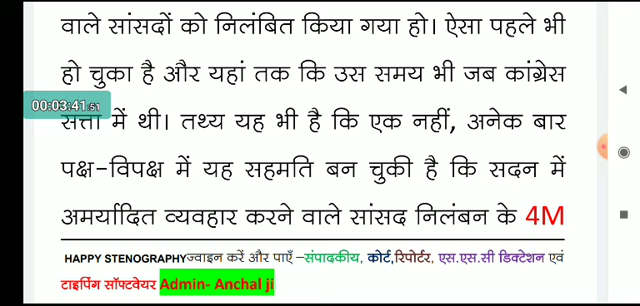 वाले सांसदों को निलंबित किया गया हो। ऐसा पहले भी
हो चुका है और यहां तक कि उस समय भी जब कांग्रेस
00:03:41:51
सत्ता में थी। तथ्य यह भी है कि एक नहीं, अनेक बार
पक्ष-विपक्ष में यह सहमति बन चुकी है कि सदन में
अमर्यादित व्यवहार करने वाले सांसद निलंबन के 4M
HAPPY STENOGRAPHYज्वाइन करें और पाएँ –संपादकीय, कोर्ट,रिपोर्टर, एस.एस.सी डिक्टेशन एवं
टाइपिंग सॉफ्टवेयर Admin- Anchal ji